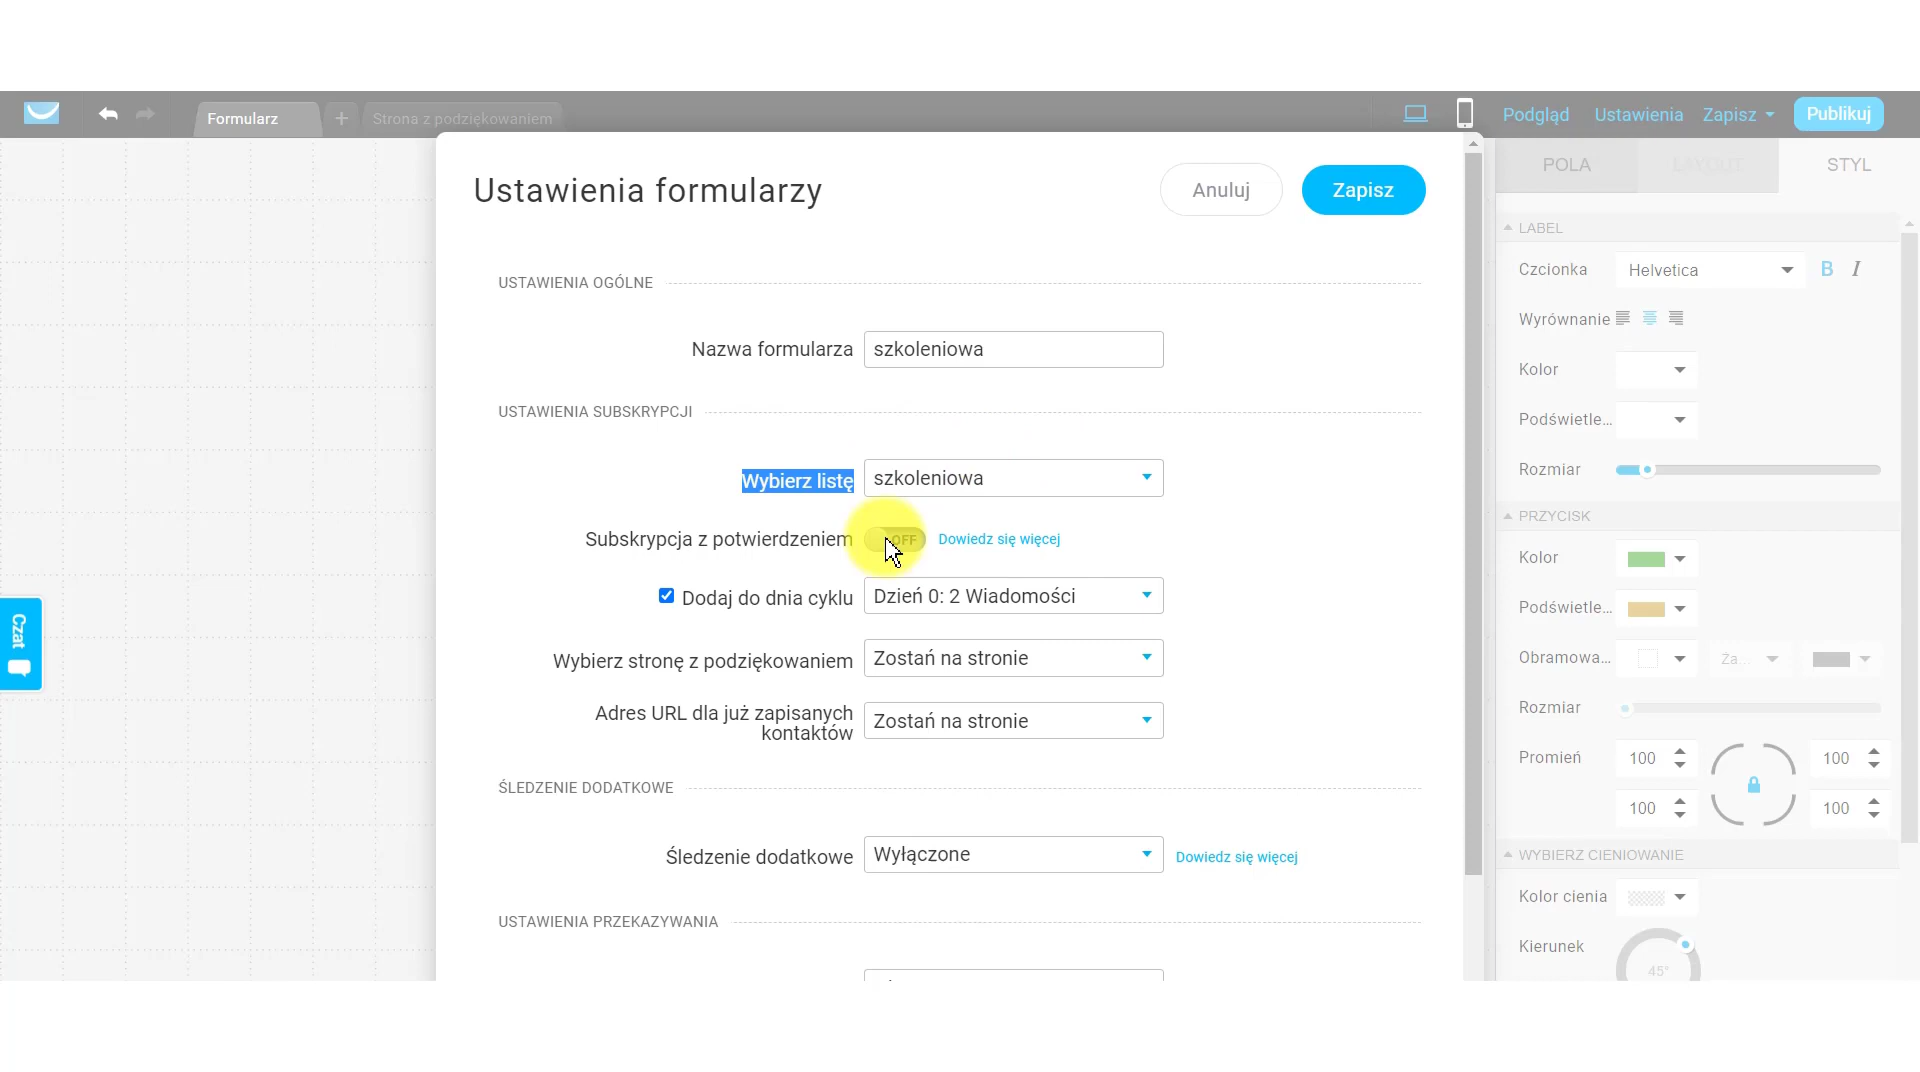 Formularz
+
Strona z podziękowaniem
Podgląd
Ustawienia
Zapisz
Publikuj
Ustawienia formularzy
Anuluj
Zapisz
USTAWIENIA OGÓLNE
Nazwa formularza
szkoleniowa
USTAWIENIA SUBSKRYPCJI
Wybierz listę
szkoleniowa
Subskrypcja z potwierdzeniem
OFF
Dowiedz się więcej
Dodaj do dnia cyklu
Dzień 0: 2 Wiadomości
Wybierz stronę z podziękowaniem
Zostań na stronie
Adres URL dla już zapisanych
kontaktów
Zostań na stronie
ŚLEDZENIE DODATKOWE
Śledzenie dodatkowe
Wyłączone
Dowiedz się więcej
USTAWIENIA PRZEKAZYWANIA
Czat
POLA
LAYOUT
STYL
LABEL
Czcionka
Helvetica
B
I
Wyrównanie
Kolor
Podświetle...
Rozmiar
PRZYCISK
Kolor
Podświetle...
Obramowa...
Za...
Rozmiar
Promień
100
100
100
100
WYBIERZ CIENIOWANIE
Kolor cienia
Kierunek
45°